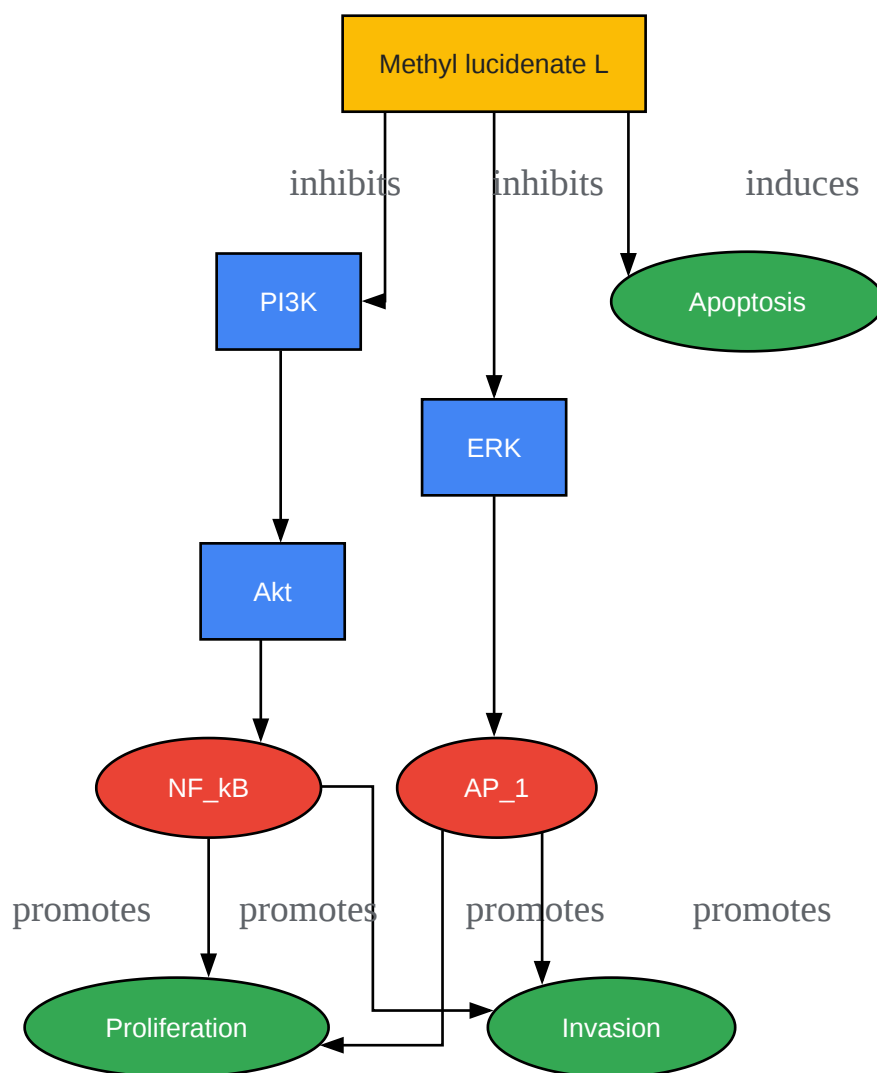 Methyl lucidenate L
inhibits
inhibits
induces
PI3K
Apoptosis
ERK
Akt
NF_kB
AP_1
promotes
promotes
promotes
promotes
Proliferation
Invasion